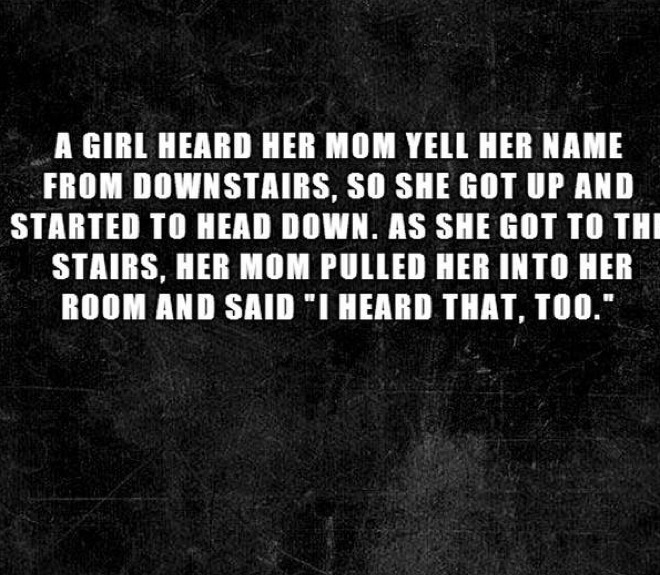 A GIRL HEARD HER MOM YELL HER NAME
FROM DOWNSTAIRS, SO SHE GOT UP AND
STARTED TO HEAD DOWN. AS SHE GOT TO TH
STAIRS, HER MOM PULLED HER INTO HER
ROOM AND SAID "I HEARD THAT, TOO."